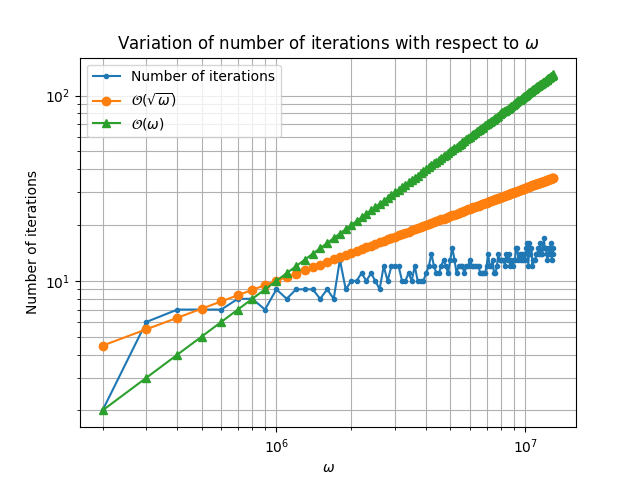 Variation of number of iterations with respect to ω
Number of iterations
𝒪(√ω)
𝒪(ω)
10²
10¹
Number of iterations
10⁶
10⁷
ω